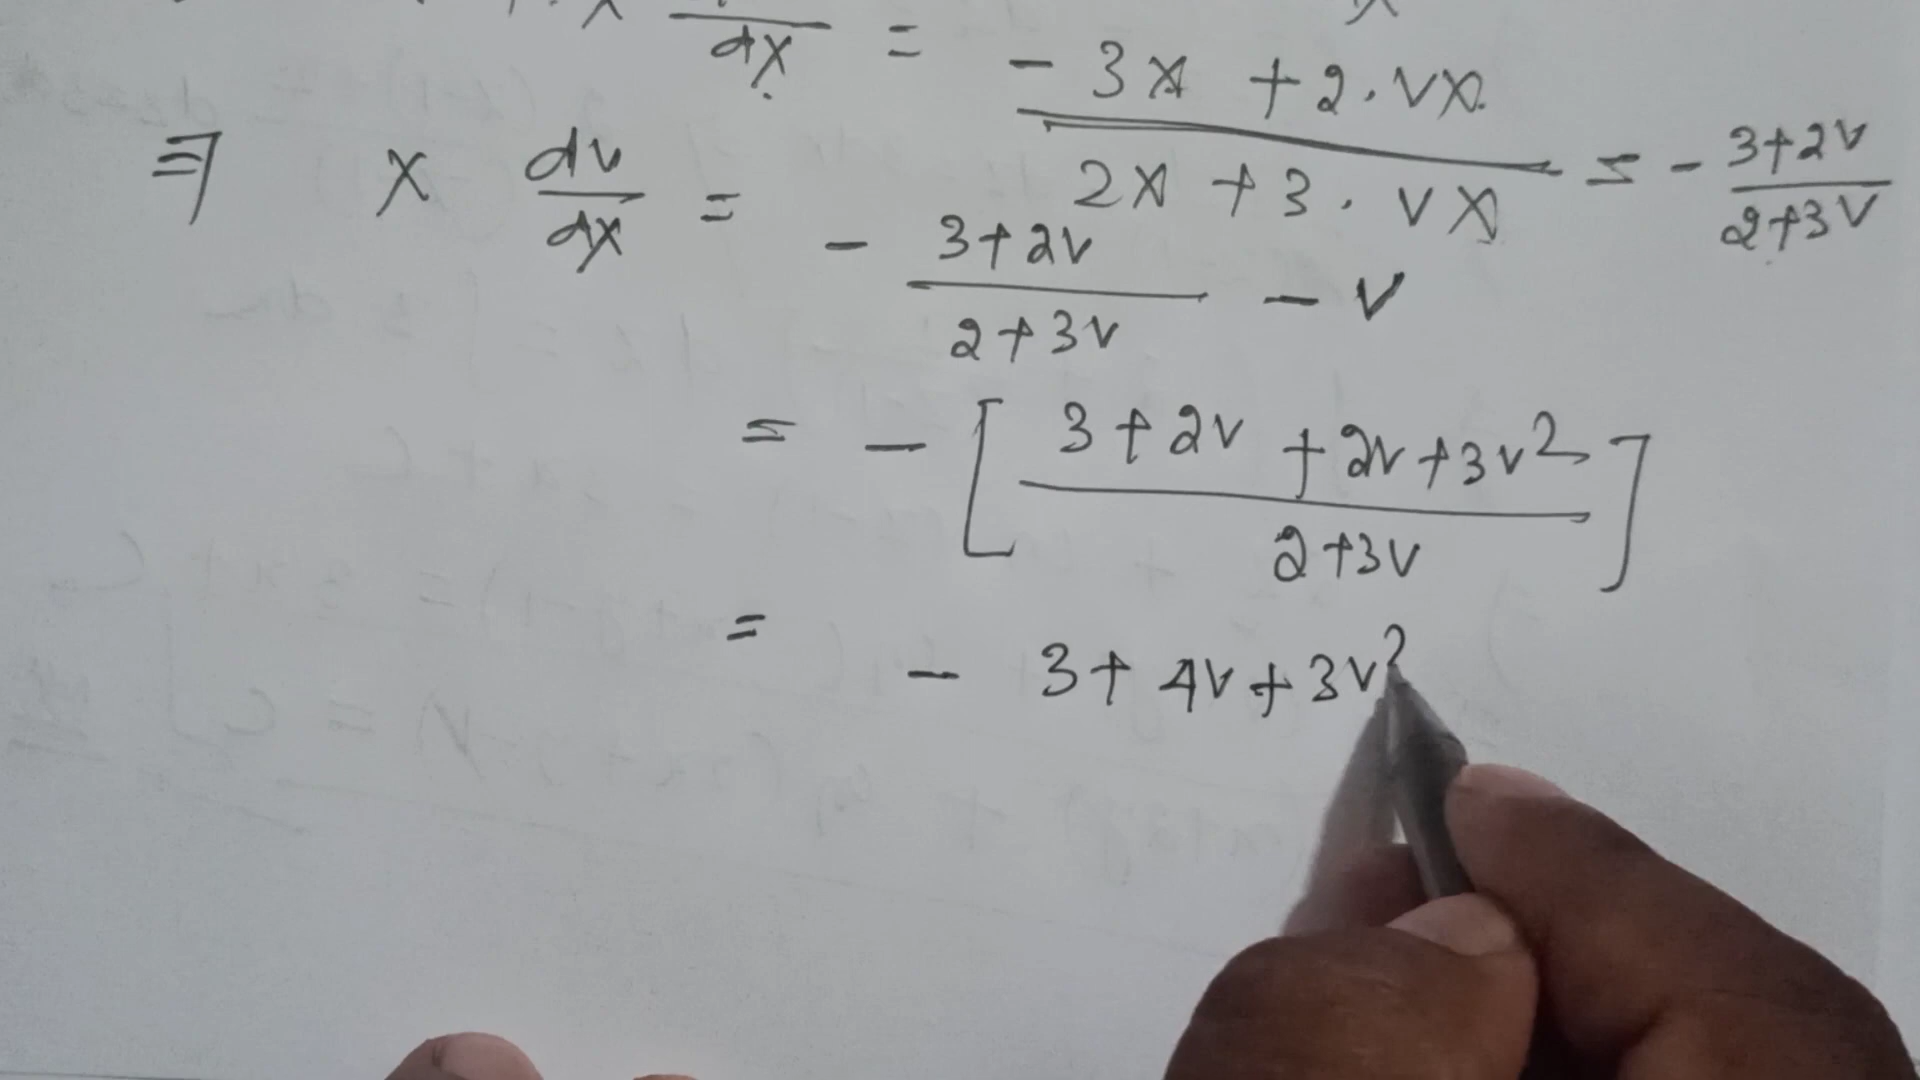 x —/dx = - (3x + 2.vx)/(2x + 3.vx) = - (3+2v)/(2+3v)
⇒ x dv/dx = - (3+2v)/(2+3v) - v
= - [ (3+2v+2v+3v²)/(2+3v) ]
= - 3+4v+3v²